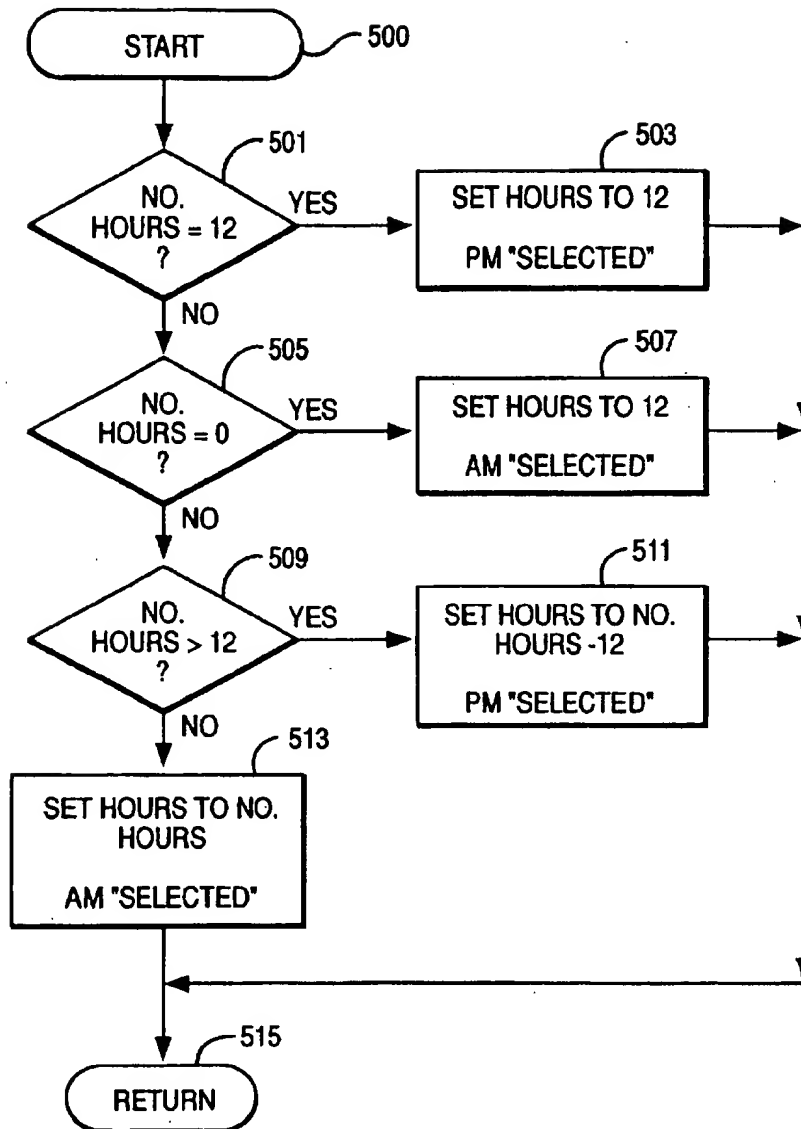 START
500
501
NO.
HOURS = 12
?
YES
NO
503
SET HOURS TO 12
PM "SELECTED"
505
NO.
HOURS = 0
?
YES
NO
507
SET HOURS TO 12
AM "SELECTED"
509
NO.
HOURS > 12
?
YES
NO
511
SET HOURS TO NO.
HOURS -12
PM "SELECTED"
513
SET HOURS TO NO.
HOURS
AM "SELECTED"
515
RETURN